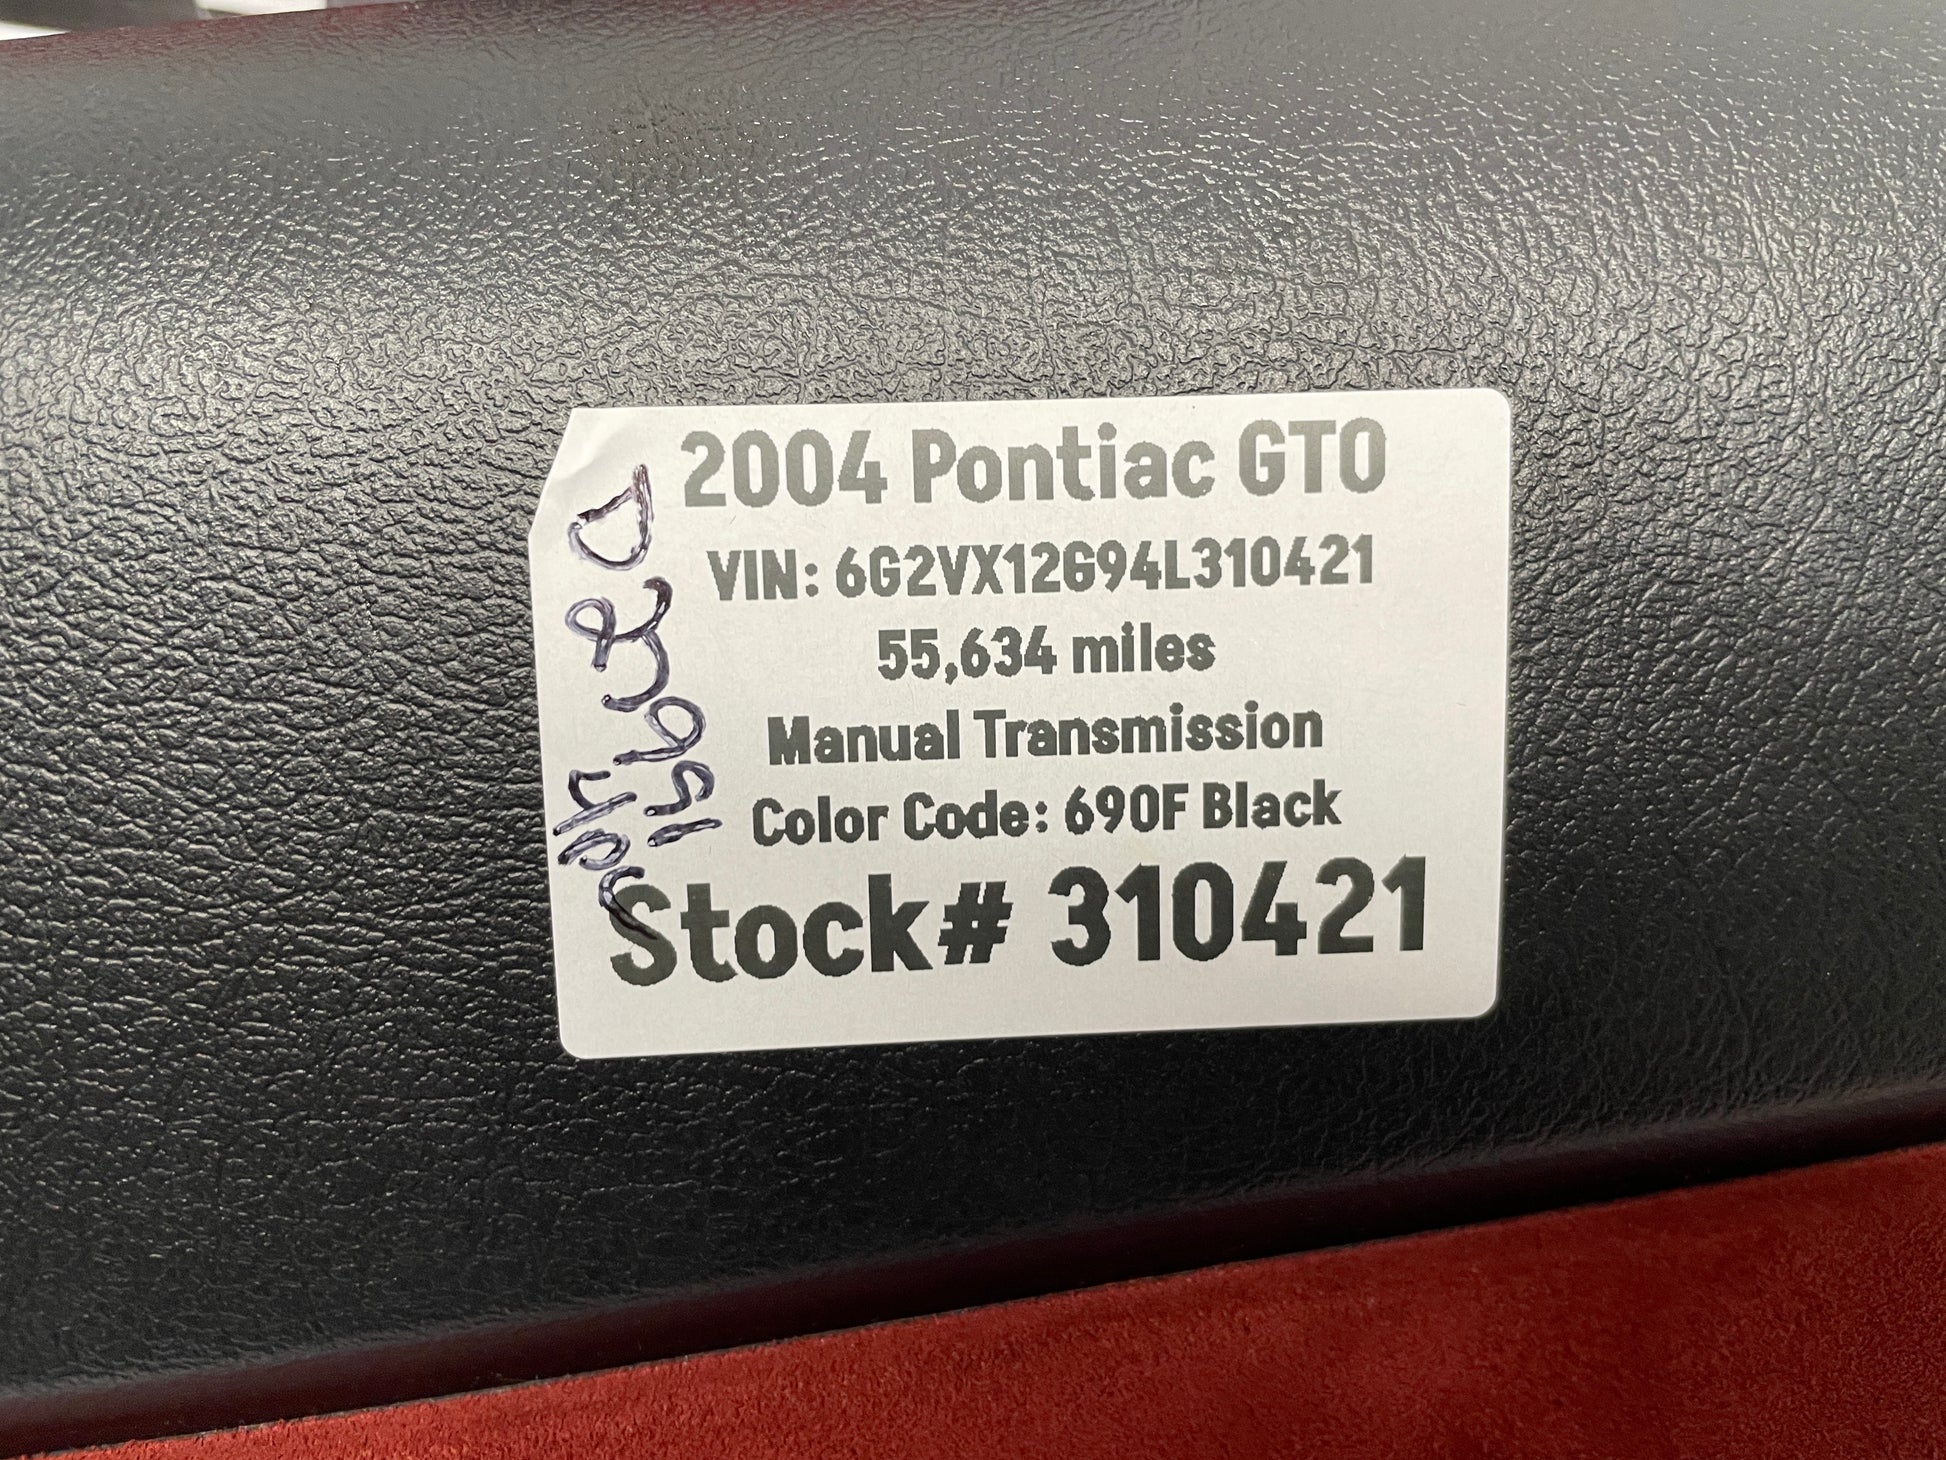 2004 Pontiac GTO
VIN: 6G2VX12G94L310421
55,634 miles
Manual Transmission
Color Code: 690F Black
Stock# 310421